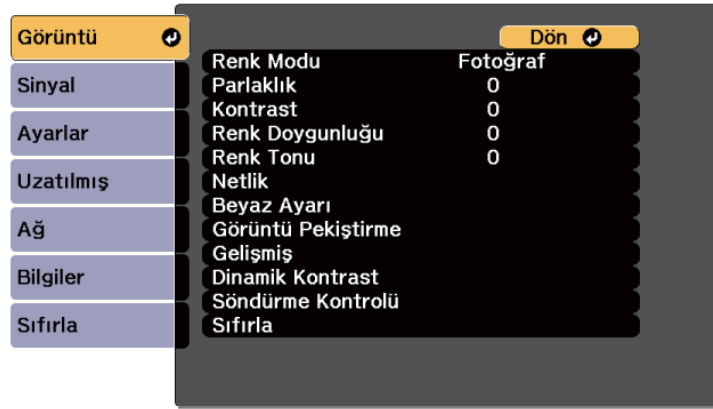 Görüntü
Sinyal
Ayarlar
Uzatılmış
Ağ
Bilgiler
Sıfırla
Dön
Renk Modu Fotoğraf
Parlaklık 0
Kontrast 0
Renk Doygunluğu 0
Renk Tonu 0
Netlik
Beyaz Ayarı
Görüntü Pekiştirme
Gelişmiş
Dinamik Kontrast
Söndürme Kontrolü
Sıfırla